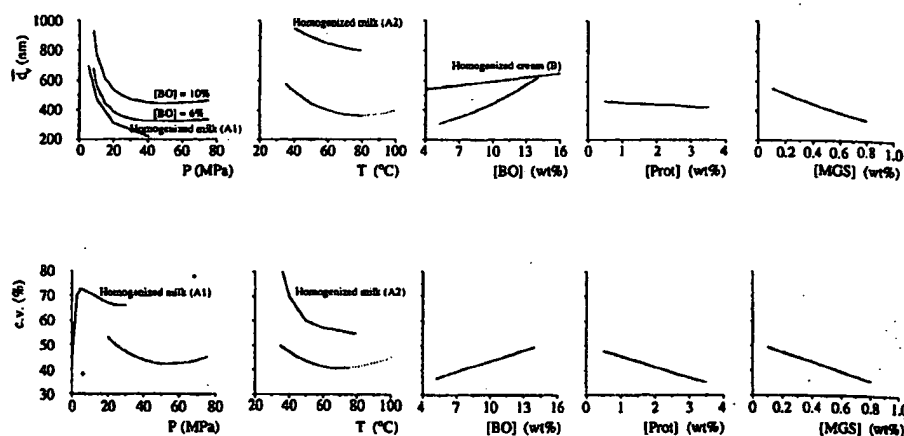 1000
800
600
400
200
d̄v (nm)
[BO] = 10%
[BO] = 6%
Homogenized milk (A1)
0 20 40 60 80
P (MPa)
Homogenized milk (A2)
20 40 60 80 100
T (°C)
Homogenized cream (B)
4 7 10 13 16
[BO] (wt%)
0 1 2 3 4
[Prot] (wt%)
0 0.2 0.4 0.6 0.8 1.0
[MGS] (wt%)
80
70
60
50
40
30
c.v. (%)
Homogenized milk (A1)
0 20 40 60 80
P (MPa)
Homogenized milk (A2)
20 40 60 80 100
T (°C)
4 7 10 13 16
[BO] (wt%)
0 1 2 3 4
[Prot] (wt%)
0 0.2 0.4 0.6 0.8 1.0
[MGS] (wt%)